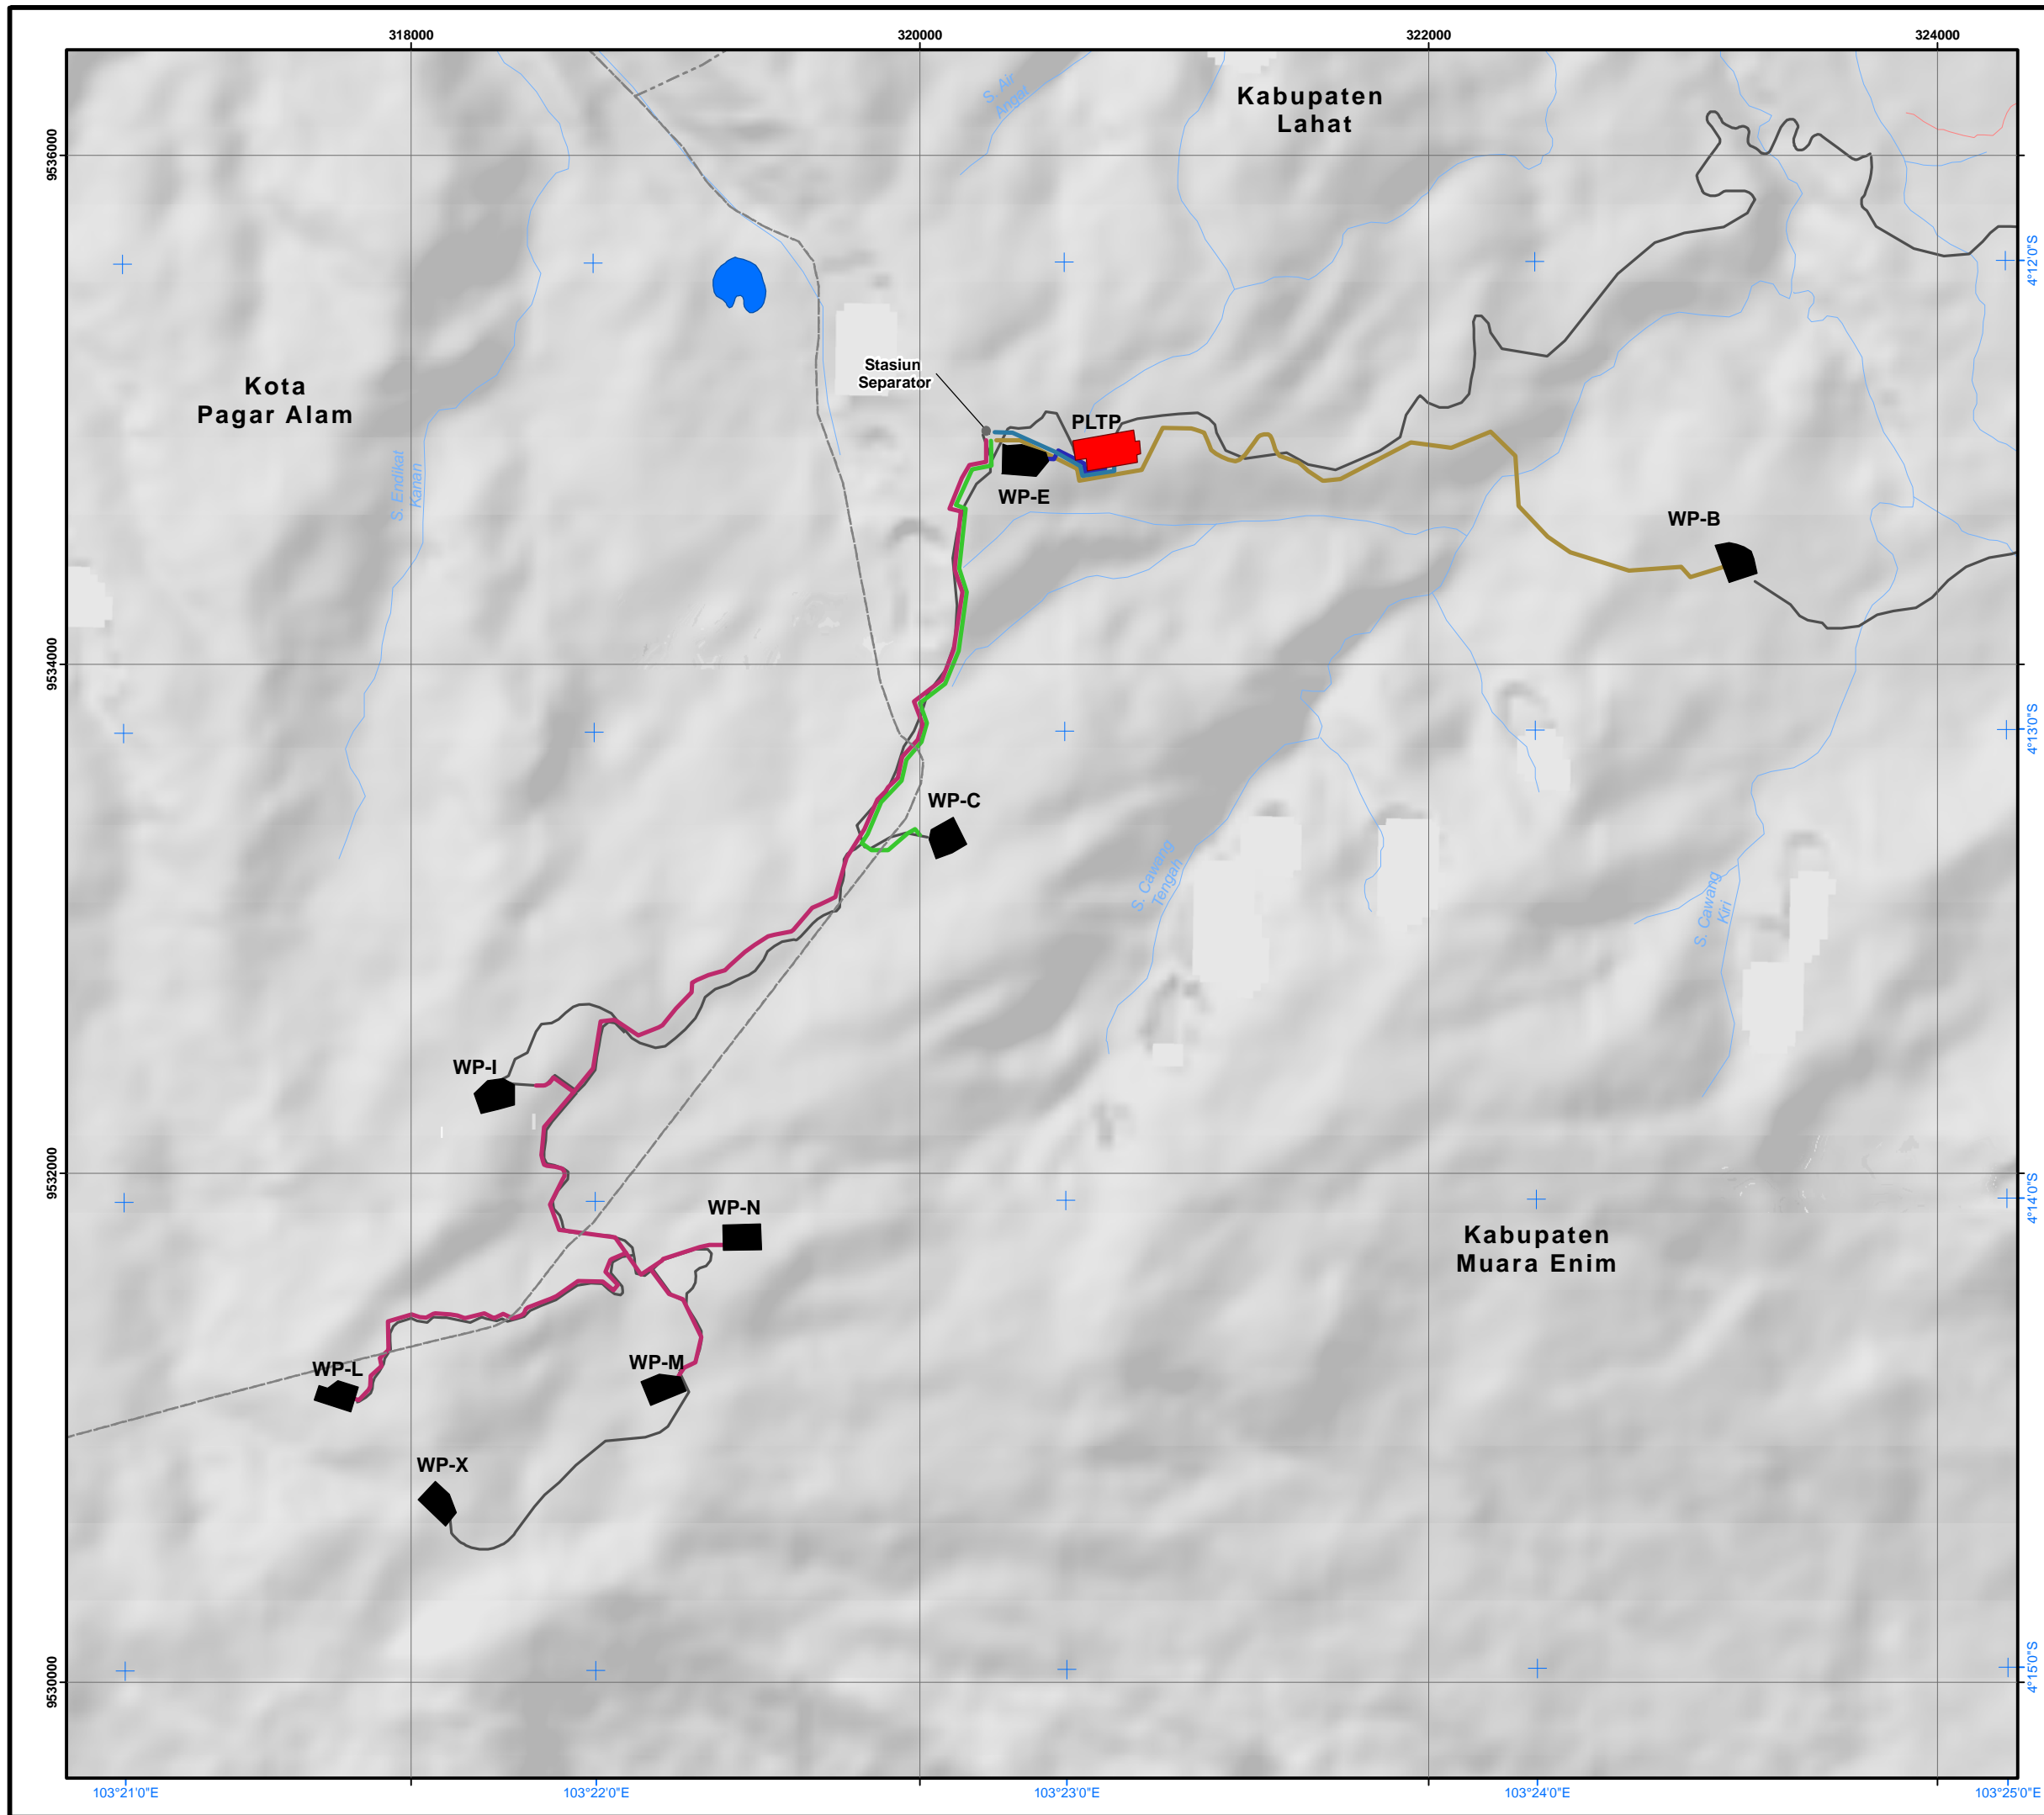 318000
320000
322000
324000
Kabupaten
Lahat
S. Air
Angat
9536000
4°12'0"S
Stasiun
Separator
Kota
Pagar Alam
PLTP
S. Endikat
Kanan
WP-E
WP-B
9534000
4°13'0"S
WP-C
S. Cawang
Tengah
S. Cawang
Kiri
WP-I
9532000
4°14'0"S
WP-N
Kabupaten
Muara Enim
WP-L
WP-M
WP-X
9530000
4°15'0"S
103°21'0"E
103°22'0"E
103°23'0"E
103°24'0"E
103°25'0"E